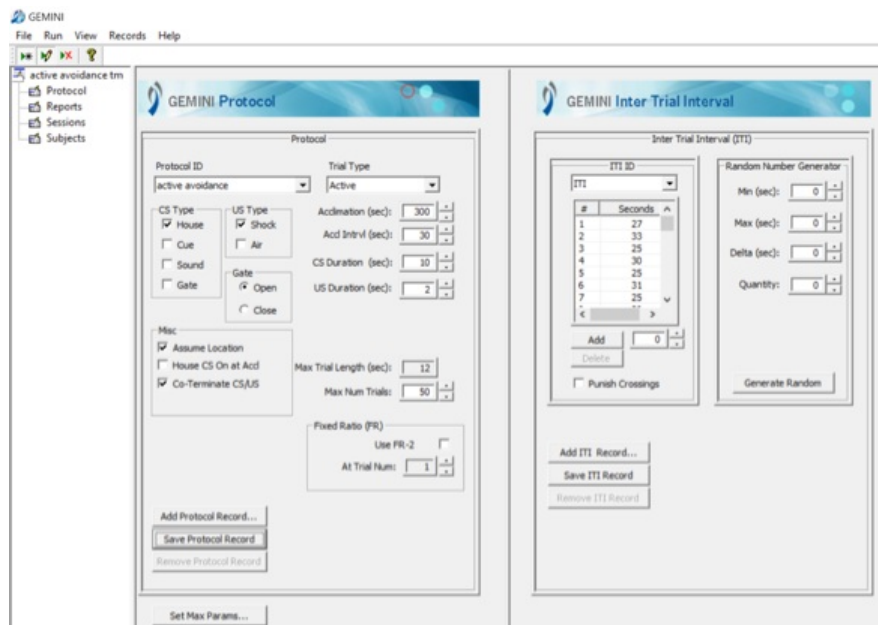 GEMINI
File Run View Records Help
active avoidance tm
Protocol
Reports
Sessions
Subjects
GEMINI Protocol
Protocol
Protocol ID
active avoidance
Trial Type
Active
CS Type
House
Cue
Sound
Gate
US Type
Shock
Air
Gate
Open
Close
Acclmation (sec): 300
Accl Intrvl (sec): 30
CS Duration (sec): 10
US Duration (sec): 2
Misc
Assume Location
House CS On at Accl
Co-Terminate CS/US
Max Trial Length (sec): 12
Max Num Trials: 50
Fixed Ratio (FR)
Use FR-2
At Trial Num: 1
Add Protocol Record...
Save Protocol Record
Remove Protocol Record
Set Max Params...
GEMINI Inter Trial Interval
Inter Trial Interval (ITI)
ITI ID
ITI
# Seconds
1 27
2 33
3 25
4 30
5 25
6 31
7 25
Add 0
Delete
Punish Crossings
Random Number Generator
Min (sec): 0
Max (sec): 0
Delta (sec): 0
Quantity: 0
Generate Random
Add ITI Record...
Save ITI Record
Remove ITI Record